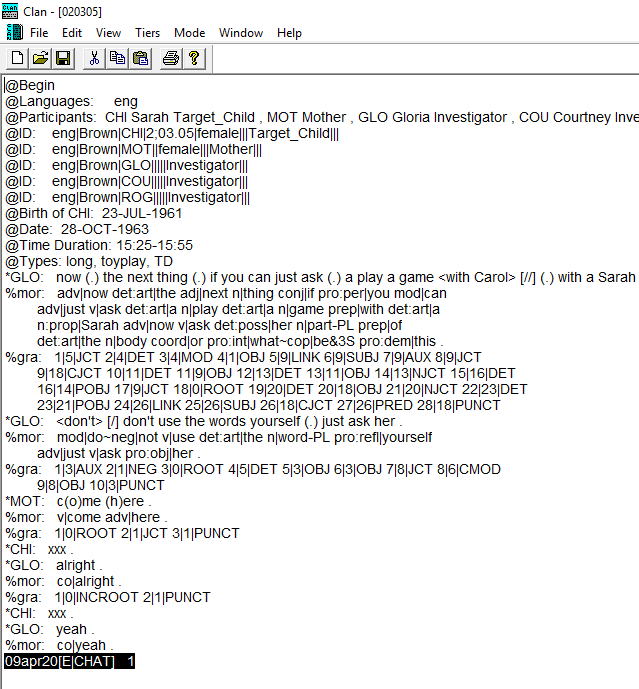 Clan - [020305]
File Edit View Tiers Mode Window Help
@Begin
@Languages: eng
@Participants: CHI Sarah Target_Child , MOT Mother , GLO Gloria Investigator , COU Courtney Inve
@ID: eng|Brown|CHI|2;03.05|female|||Target_Child|||
@ID: eng|Brown|MOT||female|||Mother|||
@ID: eng|Brown|GLO|||||Investigator|||
@ID: eng|Brown|COU|||||Investigator|||
@ID: eng|Brown|ROG|||||Investigator|||
@Birth of CHI: 23-JUL-1961
@Date: 28-OCT-1963
@Time Duration: 15:25-15:55
@Types: long, toyplay, TD
*GLO: now (.) the next thing (.) if you can just ask (.) a play a game <with Carol> [//] (.) with a Sarah
%mor: adv|now det:art|the adj|next n|thing conj|if pro:per|you mod|can
adv|just v|ask det:art|a n|play det:art|a n|game prep|with det:art|a
n:prop|Sarah adv|now v|ask det:poss|her n|part-PL prep|of
det:art|the n|body coord|or pro:int|what~cop|be&3S pro:dem|this .
%gra: 1|5|JCT 2|4|DET 3|4|MOD 4|1|OBJ 5|9|LINK 6|9|SUBJ 7|9|AUX 8|9|JCT
9|18|CJCT 10|11|DET 11|9|OBJ 12|13|DET 13|11|OBJ 14|13|NJCT 15|16|DET
16|14|POBJ 17|9|JCT 18|0|ROOT 19|20|DET 20|18|OBJ 21|20|NJCT 22|23|DET
23|21|POBJ 24|26|LINK 25|26|SUBJ 26|18|CJCT 27|26|PRED 28|18|PUNCT
*GLO: <don't> [/] don't use the words yourself (.) just ask her .
%mor: mod|do~neg|not v|use det:art|the n|word-PL pro:refl|yourself
adv|just v|ask pro:obj|her .
%gra: 1|3|AUX 2|1|NEG 3|0|ROOT 4|5|DET 5|3|OBJ 6|3|OBJ 7|8|JCT 8|6|CMOD
9|8|OBJ 10|3|PUNCT
*MOT: c(o)me (h)ere .
%mor: v|come adv|here .
%gra: 1|0|ROOT 2|1|JCT 3|1|PUNCT
*CHI: xxx .
*GLO: alright .
%mor: co|alright .
%gra: 1|0|INCROOT 2|1|PUNCT
*CHI: xxx .
*GLO: yeah .
%mor: co|yeah .
09apr20[E|CHAT] 1